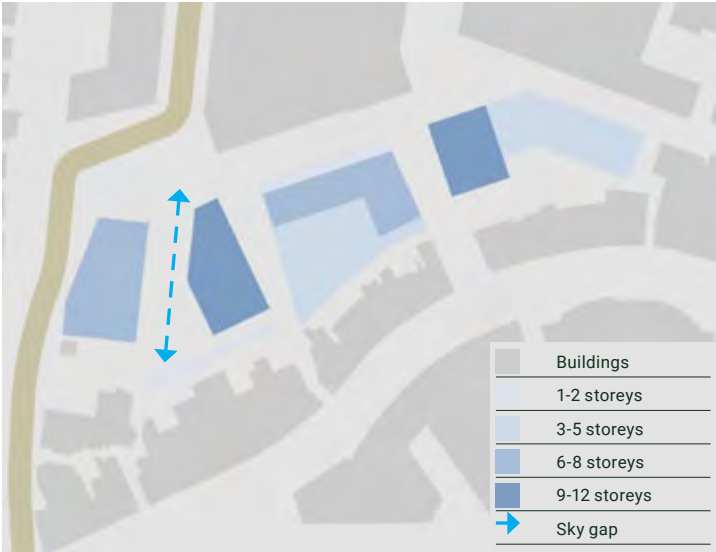 Buildings
1-2 storeys
3-5 storeys
6-8 storeys
9-12 storeys
Sky gap